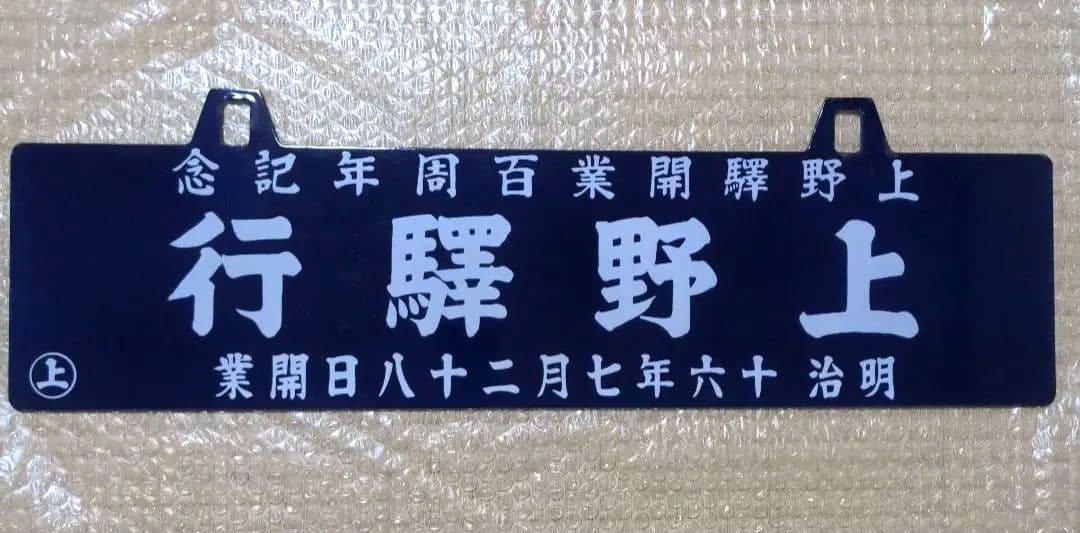 上野驛開業百周年記念
上野驛行
明治十六年七月二十八日開業
上